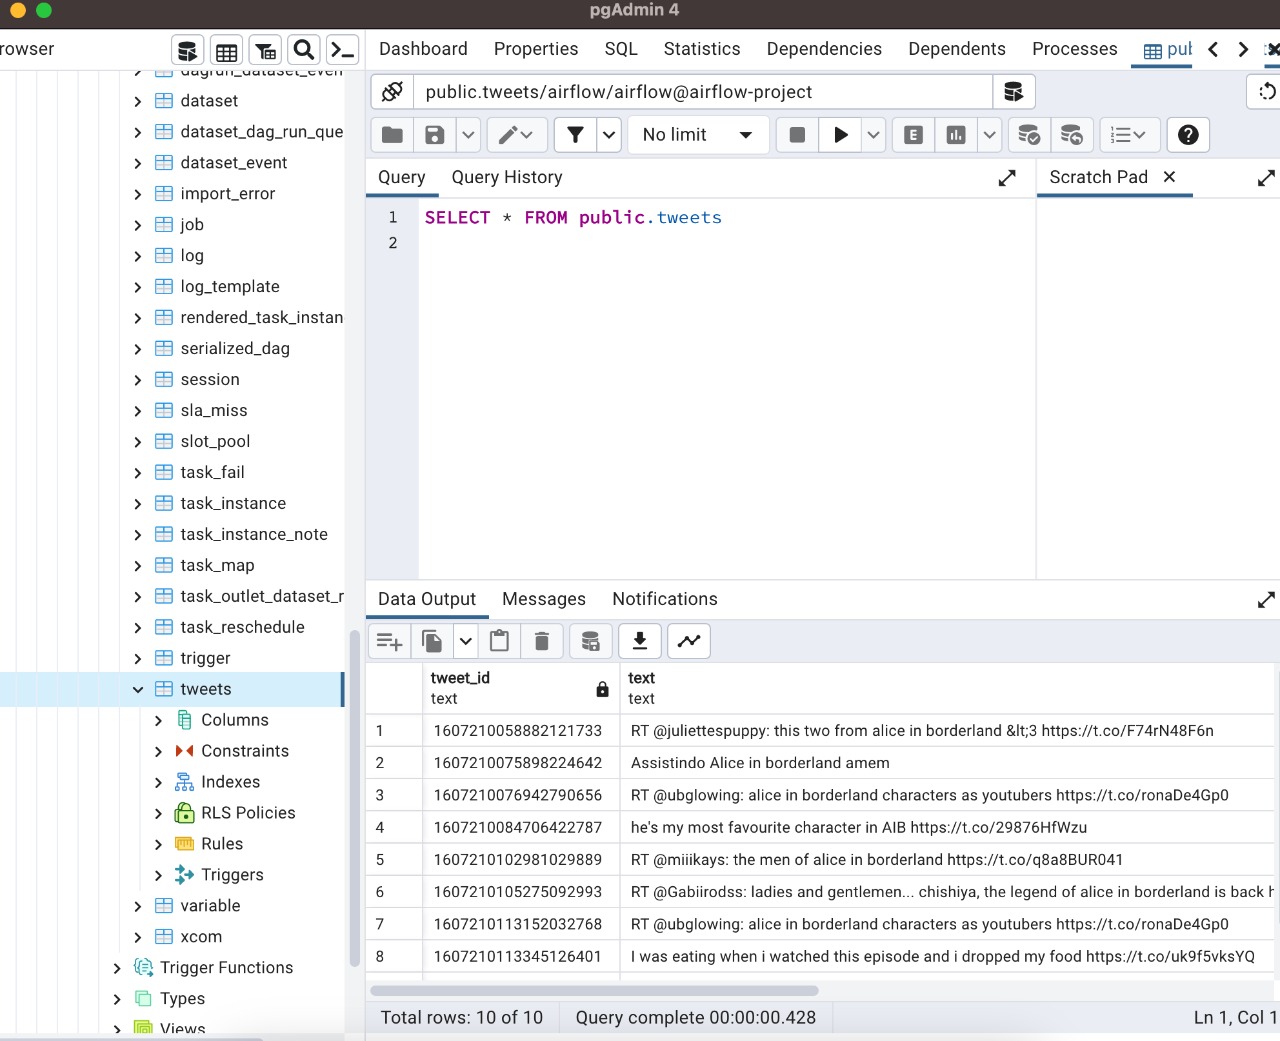 pgAdmin 4
rowser
Dashboard Properties SQL Statistics Dependencies Dependents Processes
public.tweets/airflow/airflow@airflow-project
No limit
Query Query History Scratch Pad
1 SELECT * FROM public.tweets
2
dagrun_dataset_even
dataset
dataset_dag_run_que
dataset_event
import_error
job
log
log_template
rendered_task_instan
serialized_dag
session
sla_miss
slot_pool
task_fail
task_instance
task_instance_note
task_map
task_outlet_dataset_r
task_reschedule
trigger
tweets
Columns
Constraints
Indexes
RLS Policies
Rules
Triggers
variable
xcom
Trigger Functions
Types
Views
Data Output Messages Notifications
tweet_id text
text text
1 1607210058882121733 RT @juliettespuppy: this two from alice in borderland &lt;3 https://t.co/F74rN48F6n
2 1607210075898224642 Assistindo Alice in borderland amem
3 1607210076942790656 RT @ubglowing: alice in borderland characters as youtubers https://t.co/ronaDe4Gp0
4 1607210084706422787 he's my most favourite character in AIB https://t.co/29876HfWzu
5 1607210102981029889 RT @miiikays: the men of alice in borderland https://t.co/q8a8BUR041
6 1607210105275092993 RT @Gabiirodss: ladies and gentlemen... chishiya, the legend of alice in borderland is back h
7 1607210113152032768 RT @ubglowing: alice in borderland characters as youtubers https://t.co/ronaDe4Gp0
8 1607210113345126401 I was eating when i watched this episode and i dropped my food https://t.co/uk9f5vksYQ
Total rows: 10 of 10 Query complete 00:00:00.428 Ln 1, Col 1